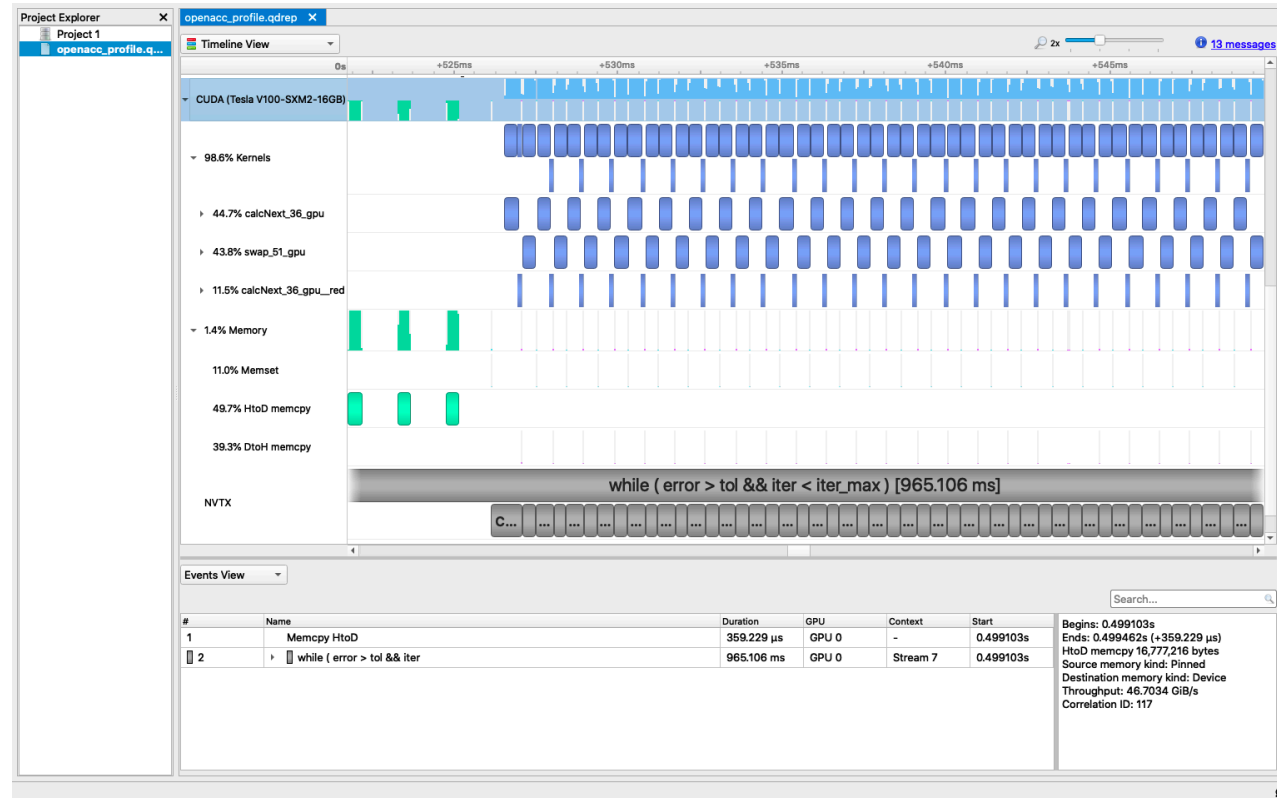 Project Explorer
Project 1
openacc_profile.q...
openacc_profile.qdrep
Timeline View
2x
13 messages
0s
+525ms
+530ms
+535ms
+540ms
+545ms
CUDA (Tesla V100-SXM2-16GB)
98.6% Kernels
44.7% calcNext_36_gpu
43.8% swap_51_gpu
11.5% calcNext_36_gpu__red
1.4% Memory
11.0% Memset
49.7% HtoD memcpy
39.3% DtoH memcpy
NVTX
while ( error > tol && iter < iter_max ) [965.106 ms]
C... ... ... ... ... ... ... ... ... ... ... ... ... ... ... ... ... ... ... ... ... ... ... ... ...
Events View
Search...
# Name Duration GPU Context Start
1 Memcpy HtoD 359.229 µs GPU 0 - 0.499103s
2 while ( error > tol && iter 965.106 ms GPU 0 Stream 7 0.499103s
Begins: 0.499103s
Ends: 0.499462s (+359.229 µs)
HtoD memcpy 16,777,216 bytes
Source memory kind: Pinned
Destination memory kind: Device
Throughput: 46.7034 GiB/s
Correlation ID: 117